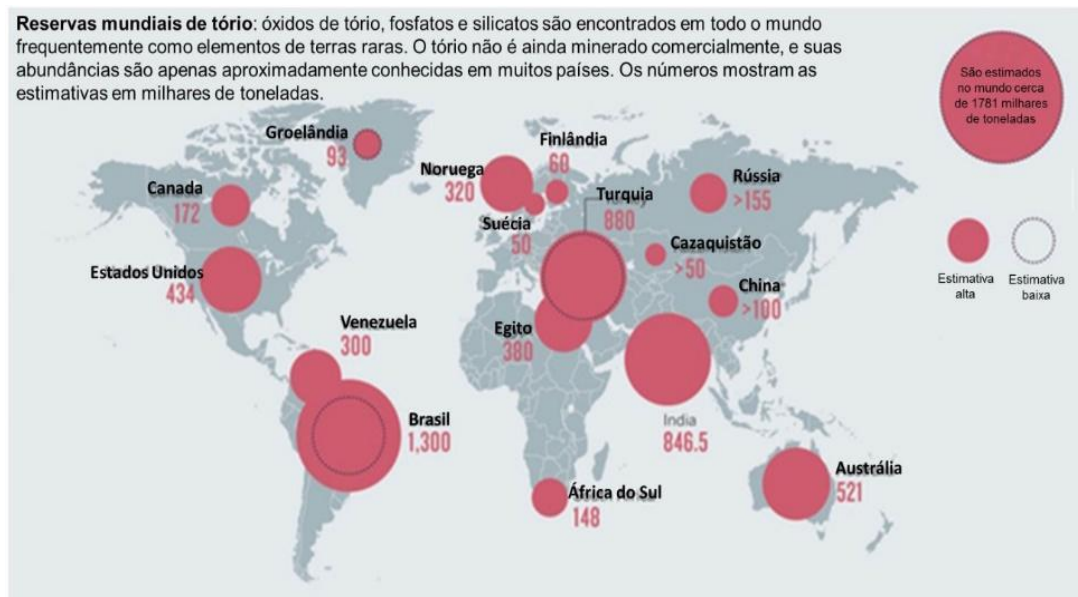 Reservas mundiais de tório: óxidos de tório, fosfatos e silicatos são encontrados em todo o mundo
frequentemente como elementos de terras raras. O tório não é ainda minerado comercialmente, e suas
abundâncias são apenas aproximadamente conhecidas em muitos países. Os números mostram as
estimativas em milhares de toneladas.
São estimados
no mundo cerca
de 1781 milhares
de toneladas
Groelândia
93
Finlândia
60
Noruega
320
Rússia
>155
Canada
172
Turquia
880
Suécia
50
Cazaquistão
>50
Estados Unidos
434
China
>100
Estimativa
alta
Estimativa
baixa
Venezuela
300
Egito
380
Brasil
1,300
India
846.5
Austrália
521
África do Sul
148